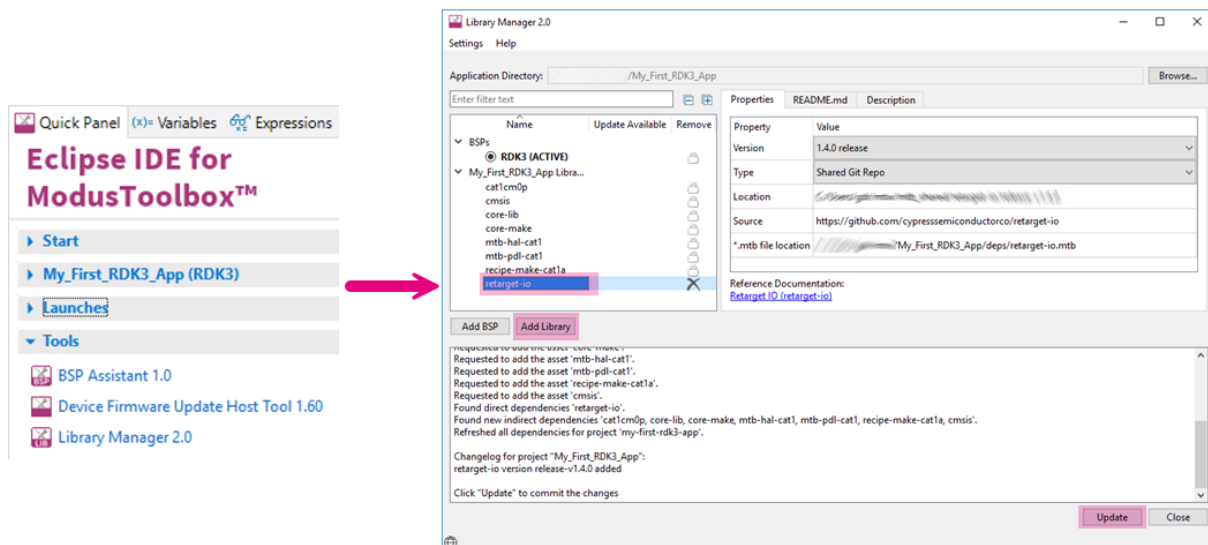 Quick Panel (x)= Variables Expressions
Eclipse IDE for
ModusToolbox™
Start
My_First_RDK3_App (RDK3)
Launches
Tools
BSP Assistant 1.0
Device Firmware Update Host Tool 1.60
Library Manager 2.0
Library Manager 2.0
Settings Help
Application Directory: /My_First_RDK3_App Browse...
Enter filter text
Name Update Available Remove
BSPs
RDK3 (ACTIVE)
My_First_RDK3_App Libra...
cat1cm0p
cmsis
core-lib
core-make
mtb-hal-cat1
mtb-pdl-cat1
recipe-make-cat1a
retarget-io
Properties README.md Description
Property Value
Version 1.4.0 release
Type Shared Git Repo
Location
Source https://github.com/cypresssemiconductorco/retarget-io
*.mtb file location /My_First_RDK3_App/deps/retarget-io.mtb
Reference Documentation:
Retarget IO (retarget-io)
Add BSP Add Library
Requested to add the asset 'core-make'.
Requested to add the asset 'mtb-hal-cat1'.
Requested to add the asset 'mtb-pdl-cat1'.
Requested to add the asset 'recipe-make-cat1a'.
Requested to add the asset 'cmsis'.
Found direct dependencies 'retarget-io'.
Found new indirect dependencies 'cat1cm0p, core-lib, core-make, mtb-hal-cat1, mtb-pdl-cat1, recipe-make-cat1a, cmsis'.
Refreshed all dependencies for project 'my-first-rdk3-app'.
Changelog for project "My_First_RDK3_App":
retarget-io version release-v1.4.0 added
Click "Update" to commit the changes
Update Close